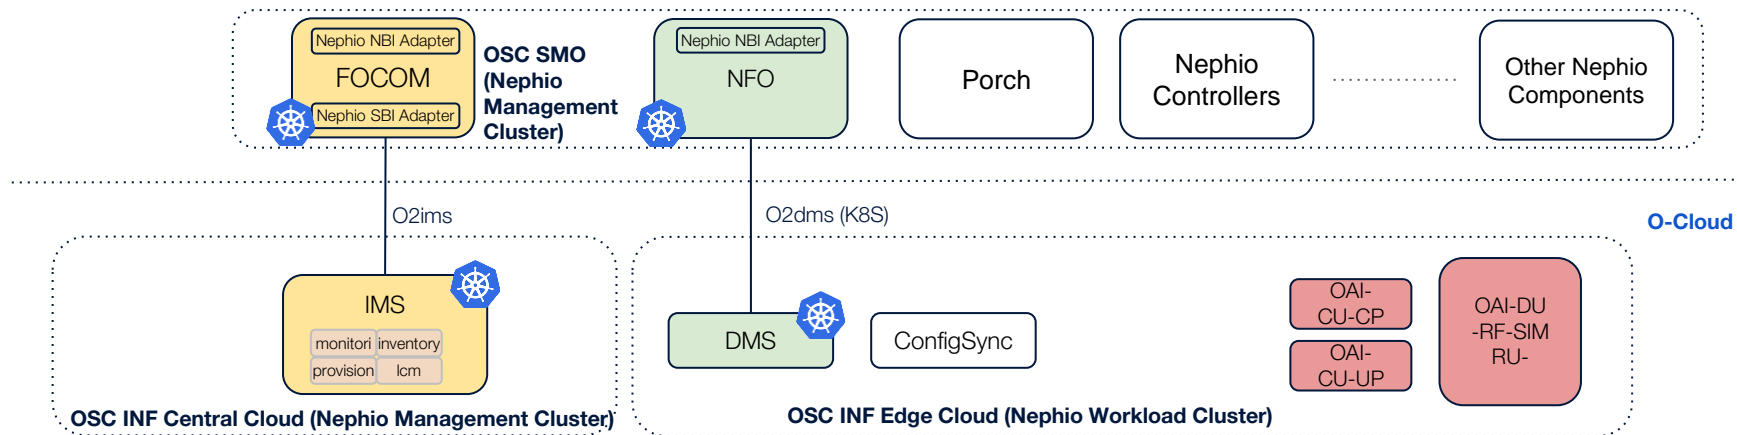 Nephio NBI Adapter
FOCOM
Nephio SBI Adapter
OSC SMO
(Nephio
Management
Cluster)
Nephio NBI Adapter
NFO
Porch
Nephio
Controllers
Other Nephio
Components
O2ims
O2dms (K8S)
O-Cloud
IMS
monitori
inventory
provision
lcm
OSC INF Central Cloud (Nephio Management Cluster)
DMS
ConfigSync
OAI-
CU-CP
OAI-
CU-UP
OAI-DU
-RF-SIM
RU-
OSC INF Edge Cloud (Nephio Workload Cluster)